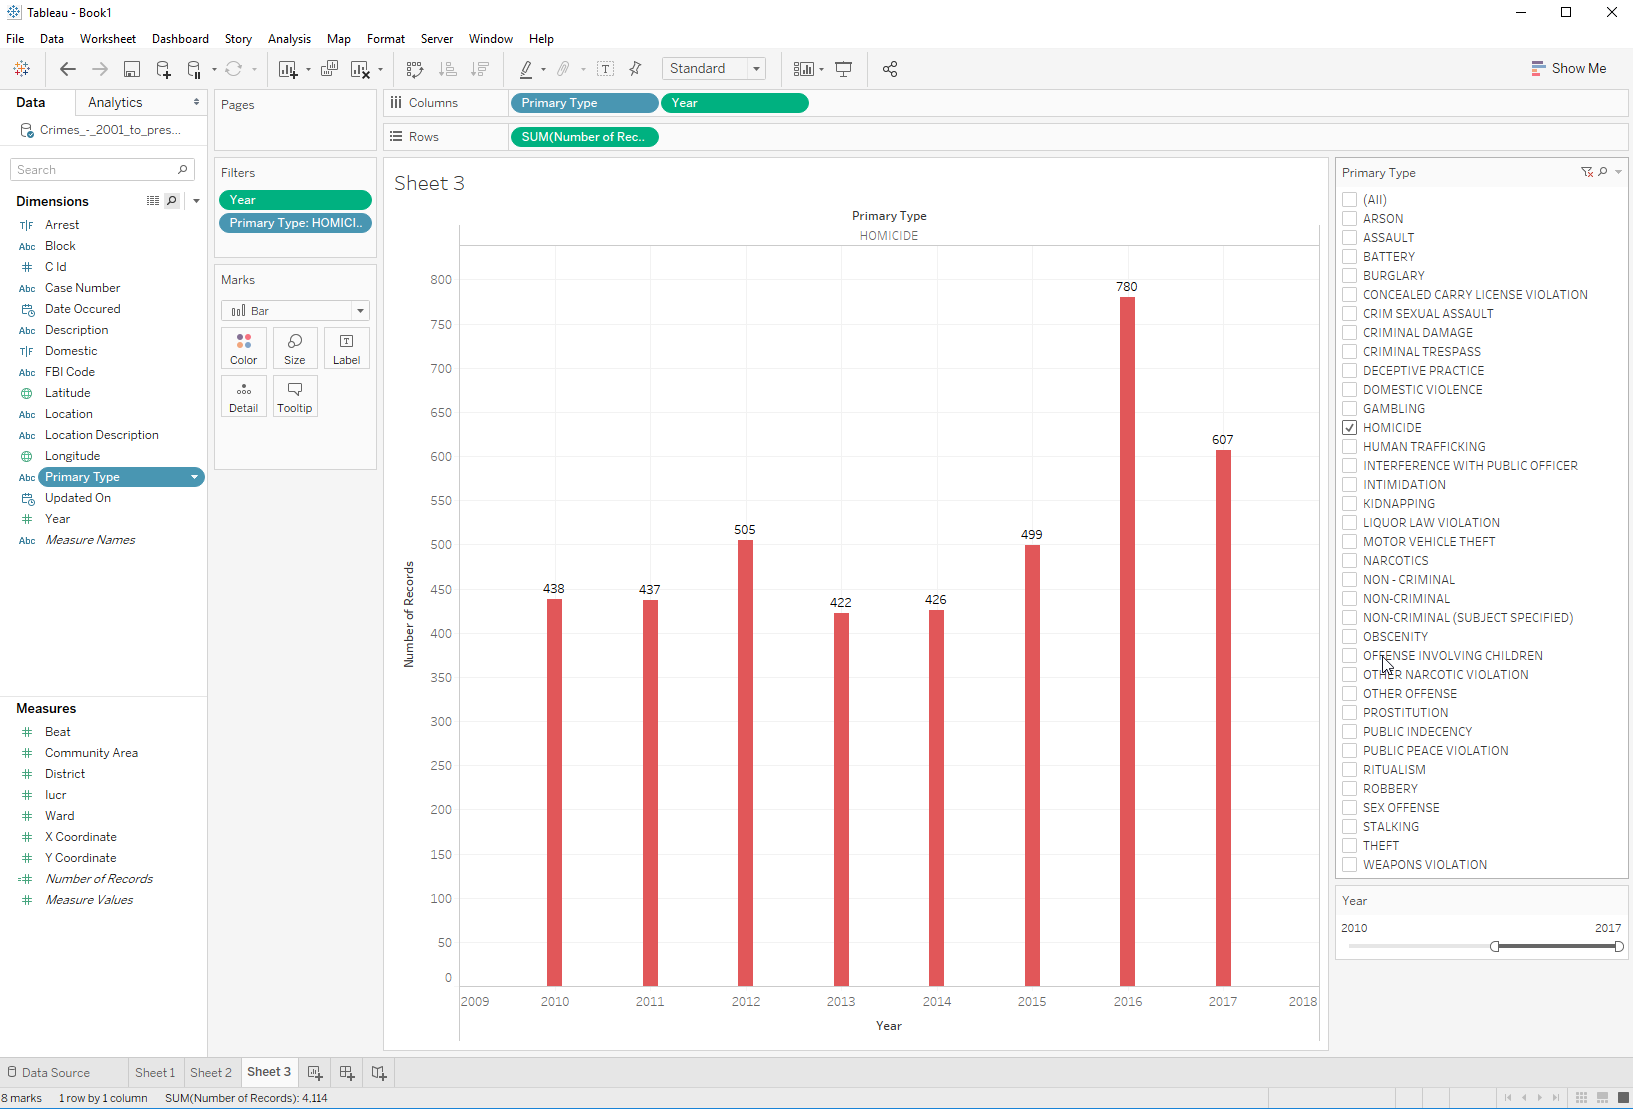 Tableau - Book1
File Data Worksheet Dashboard Story Analysis Map Format Server Window Help
Standard
Show Me
Data
Analytics
Crimes_-_2001_to_pres...
Search
Dimensions
T|F Arrest
Abc Block
# C Id
Abc Case Number
Date Occured
Abc Description
T|F Domestic
Abc FBI Code
Latitude
Abc Location
Abc Location Description
Longitude
Abc Primary Type
Updated On
# Year
Abc Measure Names
Measures
# Beat
# Community Area
# District
# Iucr
# Ward
# X Coordinate
# Y Coordinate
=# Number of Records
# Measure Values
Pages
Filters
Year
Primary Type: HOMICI..
Marks
Bar
Color
Size
T
Label
Detail
Tooltip
Columns
Primary Type
Year
Rows
SUM(Number of Rec..
Sheet 3
Primary Type
HOMICIDE
Number of Records
800
750
700
650
600
550
500
450
400
350
300
250
200
150
100
50
0
438
437
505
422
426
499
780
607
2009 2010 2011 2012 2013 2014 2015 2016 2017 2018
Year
Primary Type
(All)
ARSON
ASSAULT
BATTERY
BURGLARY
CONCEALED CARRY LICENSE VIOLATION
CRIM SEXUAL ASSAULT
CRIMINAL DAMAGE
CRIMINAL TRESPASS
DECEPTIVE PRACTICE
DOMESTIC VIOLENCE
GAMBLING
HOMICIDE
HUMAN TRAFFICKING
INTERFERENCE WITH PUBLIC OFFICER
INTIMIDATION
KIDNAPPING
LIQUOR LAW VIOLATION
MOTOR VEHICLE THEFT
NARCOTICS
NON - CRIMINAL
NON-CRIMINAL
NON-CRIMINAL (SUBJECT SPECIFIED)
OBSCENITY
OFFENSE INVOLVING CHILDREN
OTHER NARCOTIC VIOLATION
OTHER OFFENSE
PROSTITUTION
PUBLIC INDECENCY
PUBLIC PEACE VIOLATION
RITUALISM
ROBBERY
SEX OFFENSE
STALKING
THEFT
WEAPONS VIOLATION
Year
2010 2017
Data Source
Sheet 1
Sheet 2
Sheet 3
8 marks
1 row by 1 column
SUM(Number of Records): 4,114